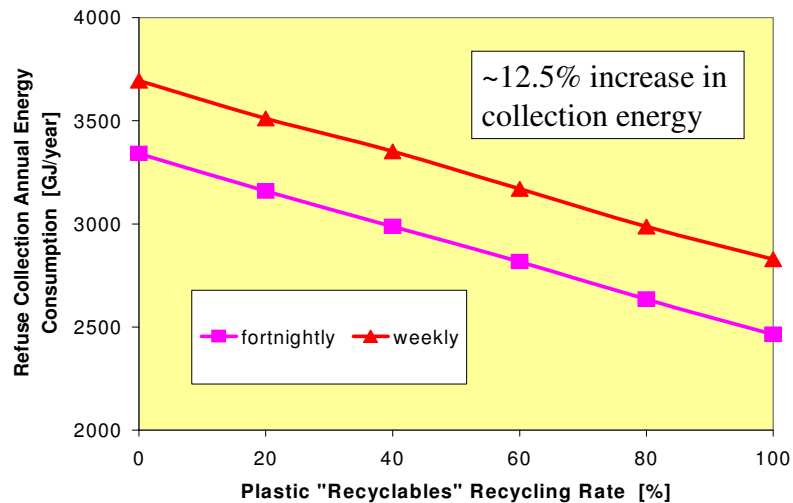 4000
3500
3000
2500
2000
Refuse Collection Annual Energy
Consumption [GJ/year]
~12.5% increase in
collection energy
fortnightly
weekly
0
20
40
60
80
100
Plastic "Recyclables" Recycling Rate [%]